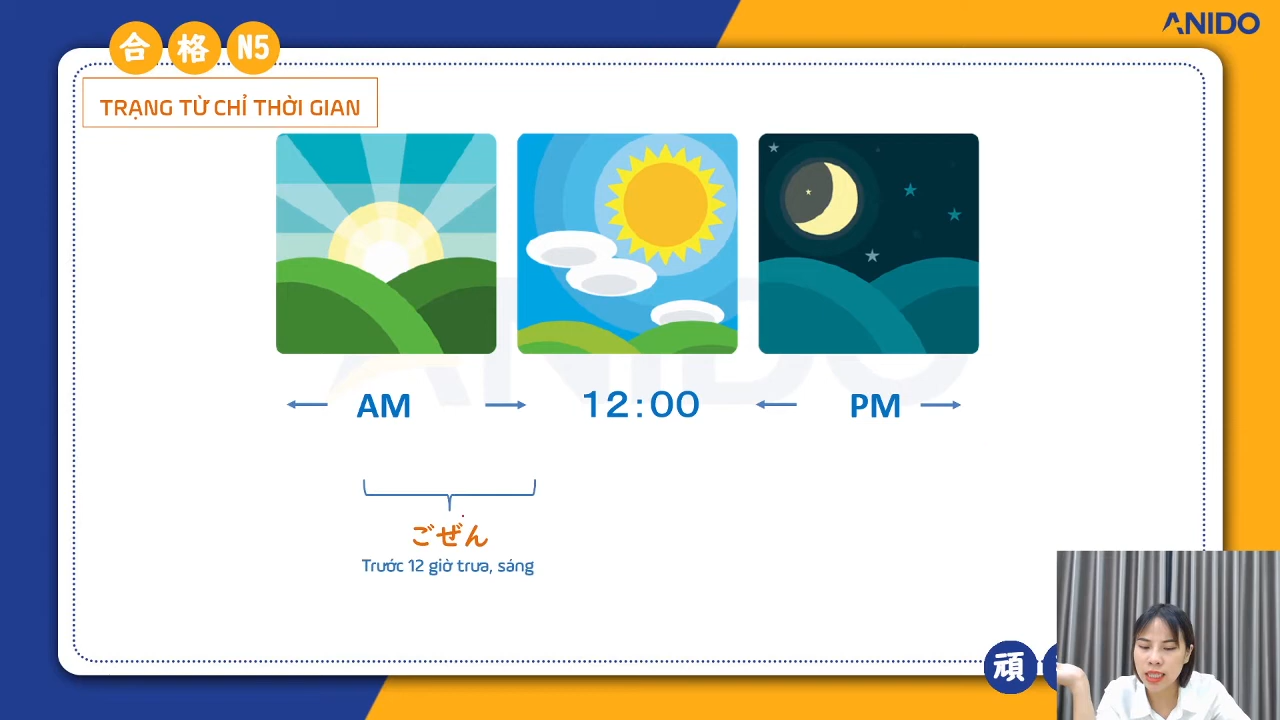 ANIDO
合格 N5
TRẠNG TỪ CHỈ THỜI GIAN
AM 12:00 PM
ごぜん
Trước 12 giờ trưa, sáng
頑